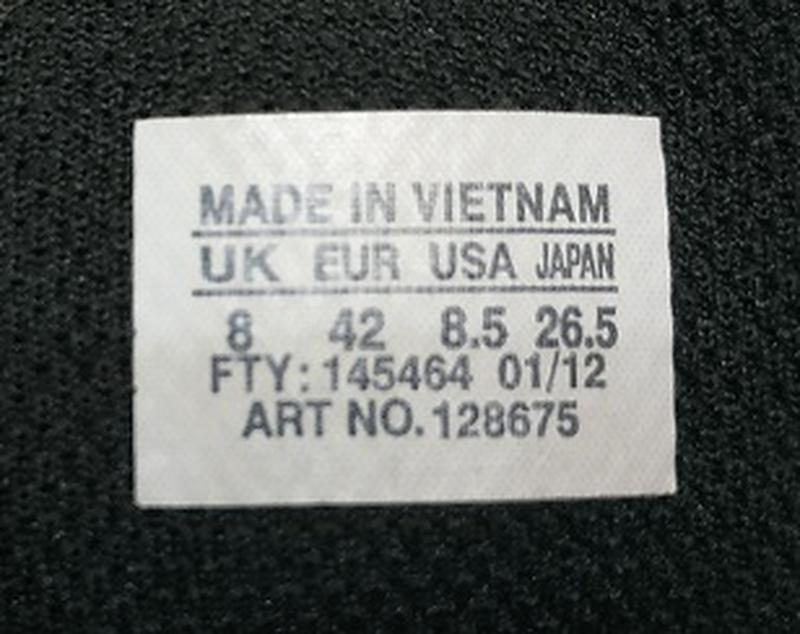 MADE IN VIETNAM
UK EUR USA JAPAN
8 42 8.5 26.5
FTY: 145464 01/12
ART NO. 128675